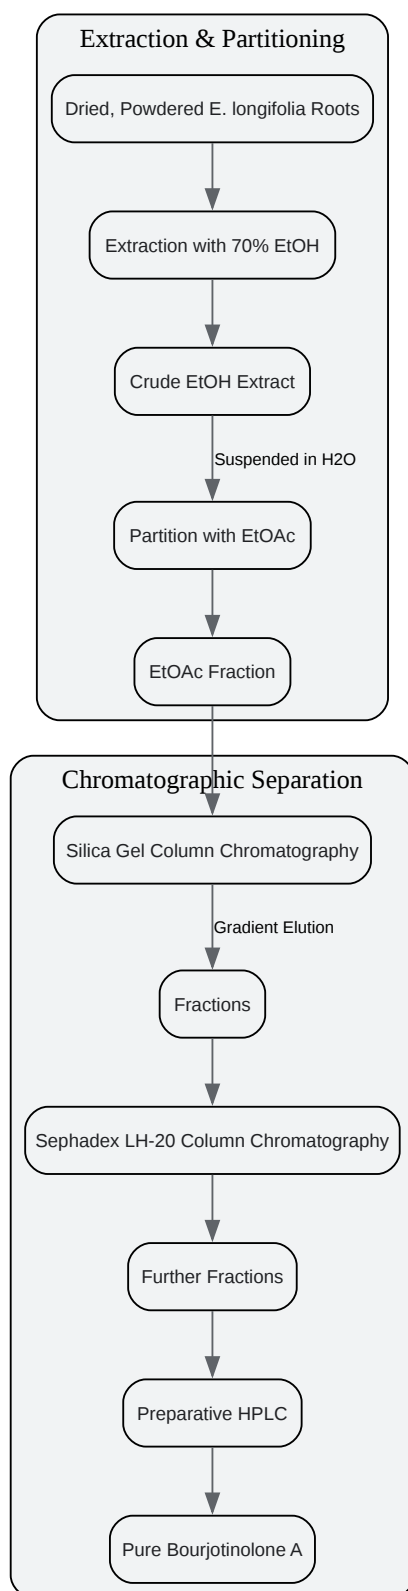 Extraction & Partitioning
Dried, Powdered E. longifolia Roots
Extraction with 70% EtOH
Crude EtOH Extract
Suspended in H2O
Partition with EtOAc
EtOAc Fraction
Chromatographic Separation
Silica Gel Column Chromatography
Gradient Elution
Fractions
Sephadex LH-20 Column Chromatography
Further Fractions
Preparative HPLC
Pure Bourjotinolone A